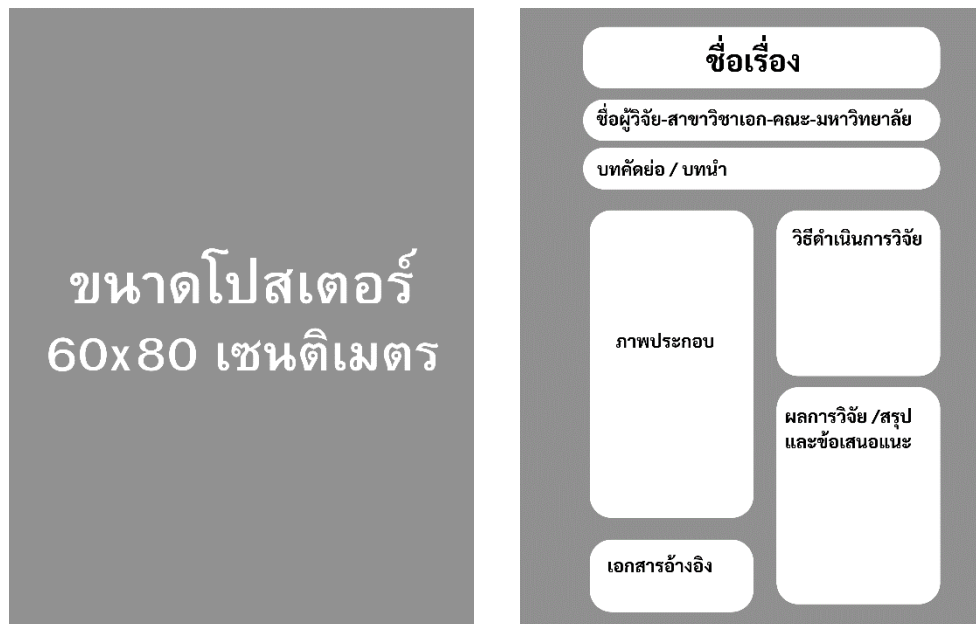 ขนาดโปสเตอร์
60x80 เซนติเมตร
ชื่อเรื่อง
ชื่อผู้วิจัย-สาขาวิชาเอก-คณะ-มหาวิทยาลัย
บทคัดย่อ / บทนำ
ภาพประกอบ
วิธีดำเนินการวิจัย
ผลการวิจัย /สรุป
และข้อเสนอแนะ
เอกสารอ้างอิง